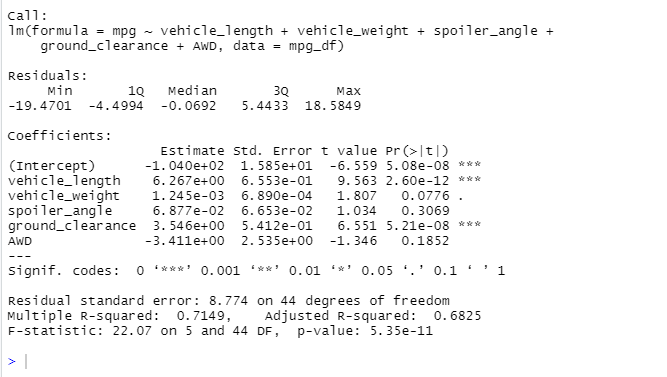 Call:
lm(formula = mpg ~ vehicle_length + vehicle_weight + spoiler_angle +
    ground_clearance + AWD, data = mpg_df)
Residuals:
     Min       1Q   Median       3Q      Max
-19.4701  -4.4994  -0.0692   5.4433  18.5849
Coefficients:
                   Estimate Std. Error t value Pr(>|t|)
(Intercept)      -1.040e+02  1.585e+01  -6.559 5.08e-08 ***
vehicle_length    6.267e+00  6.553e-01   9.563 2.60e-12 ***
vehicle_weight    1.245e-03  6.890e-04   1.807   0.0776 .
spoiler_angle     6.877e-02  6.653e-02   1.034   0.3069
ground_clearance  3.546e+00  5.412e-01   6.551 5.21e-08 ***
AWD              -3.411e+00  2.535e+00  -1.346   0.1852
---
Signif. codes:  0 ‘***’ 0.001 ‘**’ 0.01 ‘*’ 0.05 ‘.’ 0.1 ‘ ’ 1
Residual standard error: 8.774 on 44 degrees of freedom
Multiple R-squared:  0.7149,    Adjusted R-squared:  0.6825
F-statistic: 22.07 on 5 and 44 DF,  p-value: 5.35e-11
>